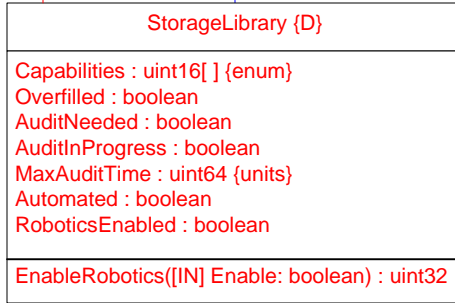 StorageLibrary {D}
Capabilities : uint16[ ] {enum}
Overfilled : boolean
AuditNeeded : boolean
AuditInProgress : boolean
MaxAuditTime : uint64 {units}
Automated : boolean
RoboticsEnabled : boolean
EnableRobotics([IN] Enable: boolean) : uint32